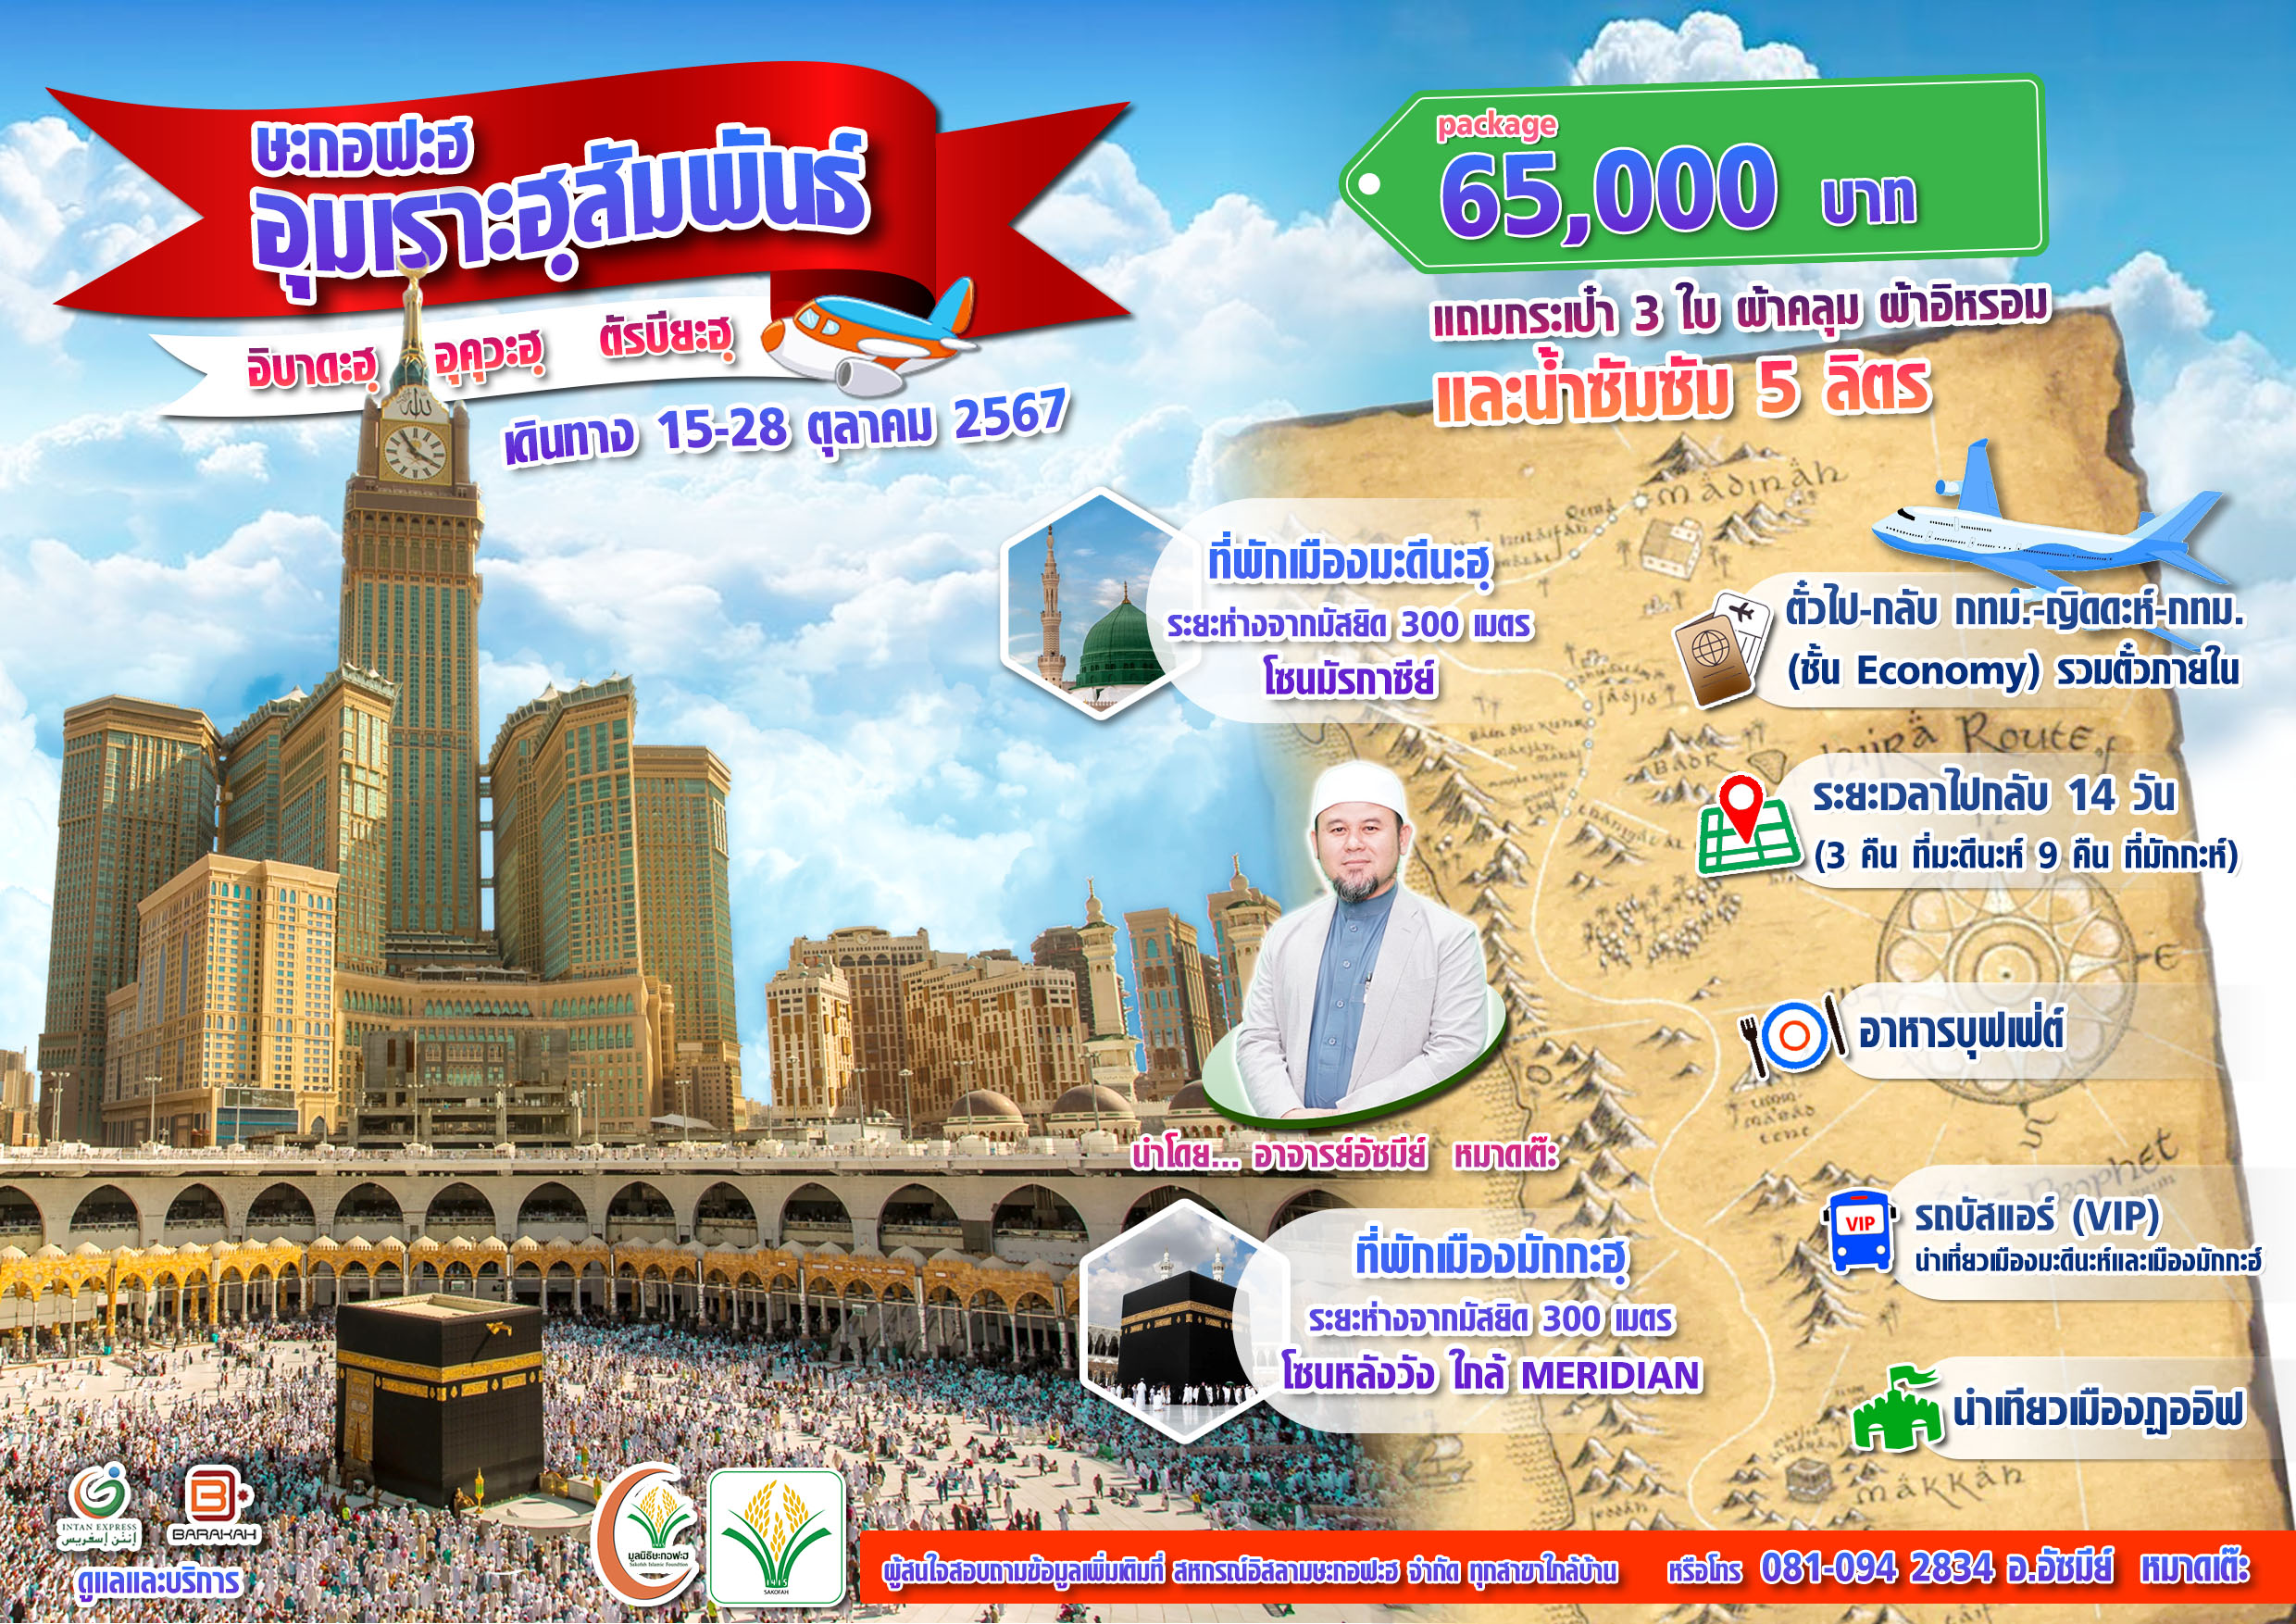 ษะกอฟะฮ
อุมเราะฮฺสัมพันธ์
อิบาดะฮฺ อุคุวะฮฺ ตัรบียะฮฺ
เดินทาง 15-28 ตุลาคม 2567
package
65,000 บาท
แถมกระเป๋า 3 ใบ ผ้าคลุม ผ้าอิหรอม
และน้ำซัมซัม 5 ลิตร
ที่พักเมืองมะดีนะฮฺ
ระยะห่างจากมัสยิด 300 เมตร
โซนมัรกาซีย์
ตั๋วไป-กลับ กทม.-ญิดดะห์-กทม.
(ชั้น Economy) รวมตั๋วภายใน
ระยะเวลาไปกลับ 14 วัน
(3 คืน ที่มะดีนะห์ 9 คืน ที่มักกะห์)
อาหารบุฟเฟ่ต์
VIP
รถบัสแอร์ (VIP)
นำเที่ยวเมืองมะดีนะห์และเมืองมักกะฮ์
นำเทียวเมืองฏออิฟ
นำโดย... อาจารย์อัซมีย์ หมาดเต๊ะ
ที่พักเมืองมักกะฮฺ
ระยะห่างจากมัสยิด 300 เมตร
โซนหลังวัง ใกล้ MERIDIAN
Madinah
Badr
Route of
Prophet
E
S
Makkah
الله
INTAN EXPRESS
إنتن إسفريس
B
BARAKAH
ดูแลและบริการ
มูลนิธิษะกอฟะฮ
Sakofah Islamic Foundtion
SAKOFAH
ผู้สนใจสอบถามข้อมูลเพิ่มเติมที่ สหกรณ์อิสลามษะกอฟะฮ จำกัด ทุกสาขาใกล้บ้าน หรือโทร 081-094 2834 อ.อัซมีย์ หมาดเต๊ะ